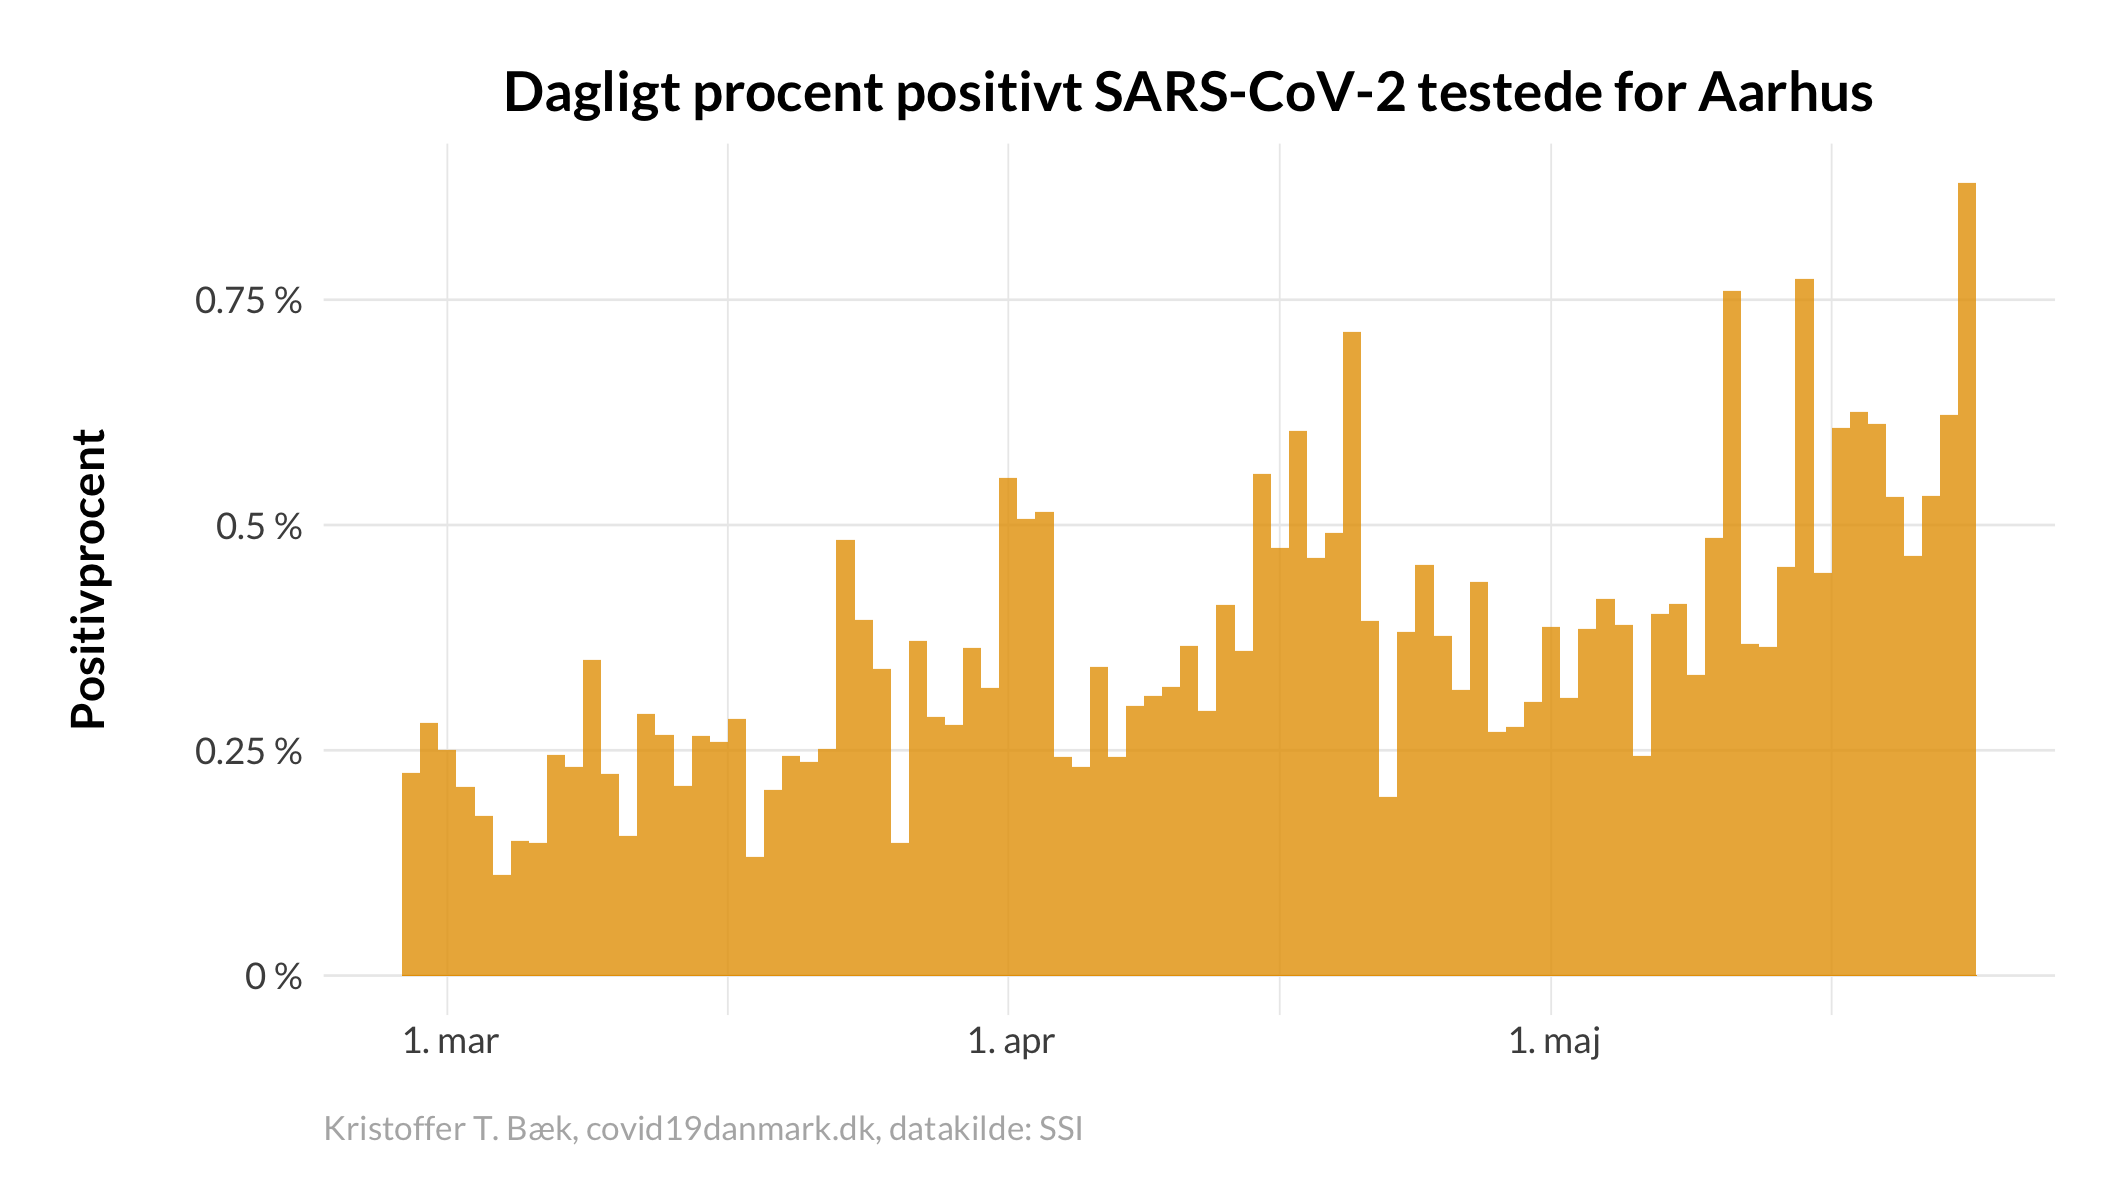 Dagligt procent positivt SARS-CoV-2 testede for Aarhus
Positivprocent
0.75 %
0.5 %
0.25 %
0 %
1. mar
1. apr
1. maj
Kristoffer T. Bæk, covid19danmark.dk, datakilde: SSI